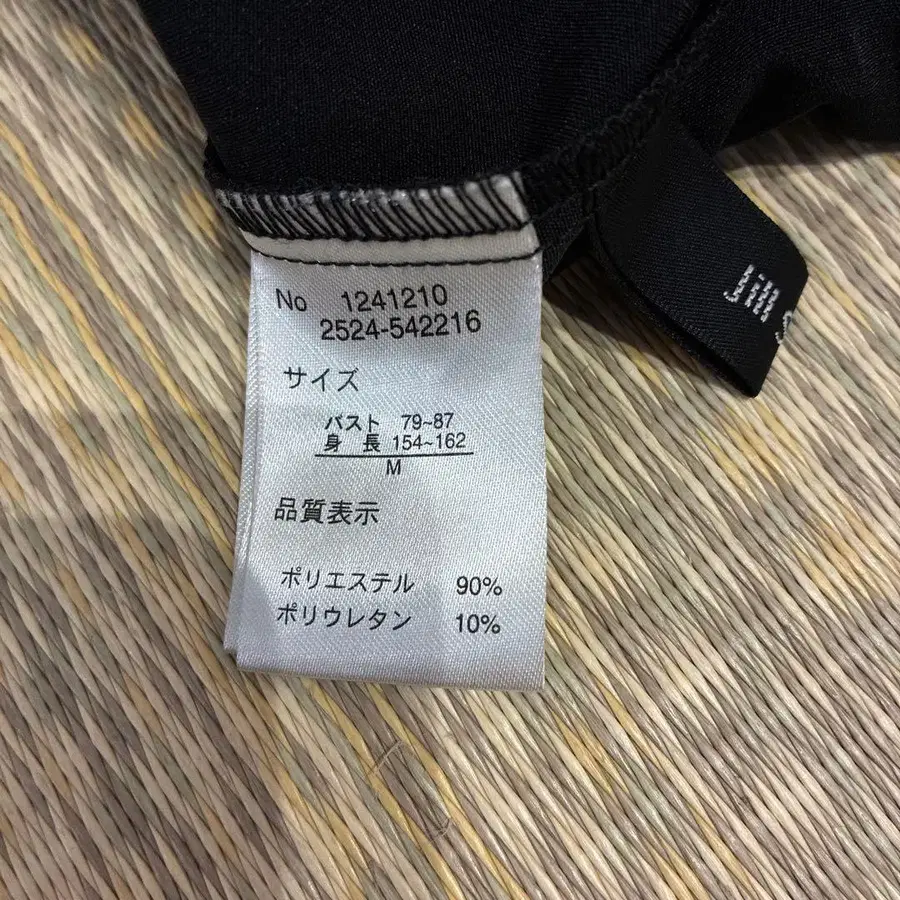 No 1241210
2524-542216
サイズ
バスト 79~87
身 長 154~162
M
品質表示
ポリエステル 90%
ポリウレタン 10%
Jill